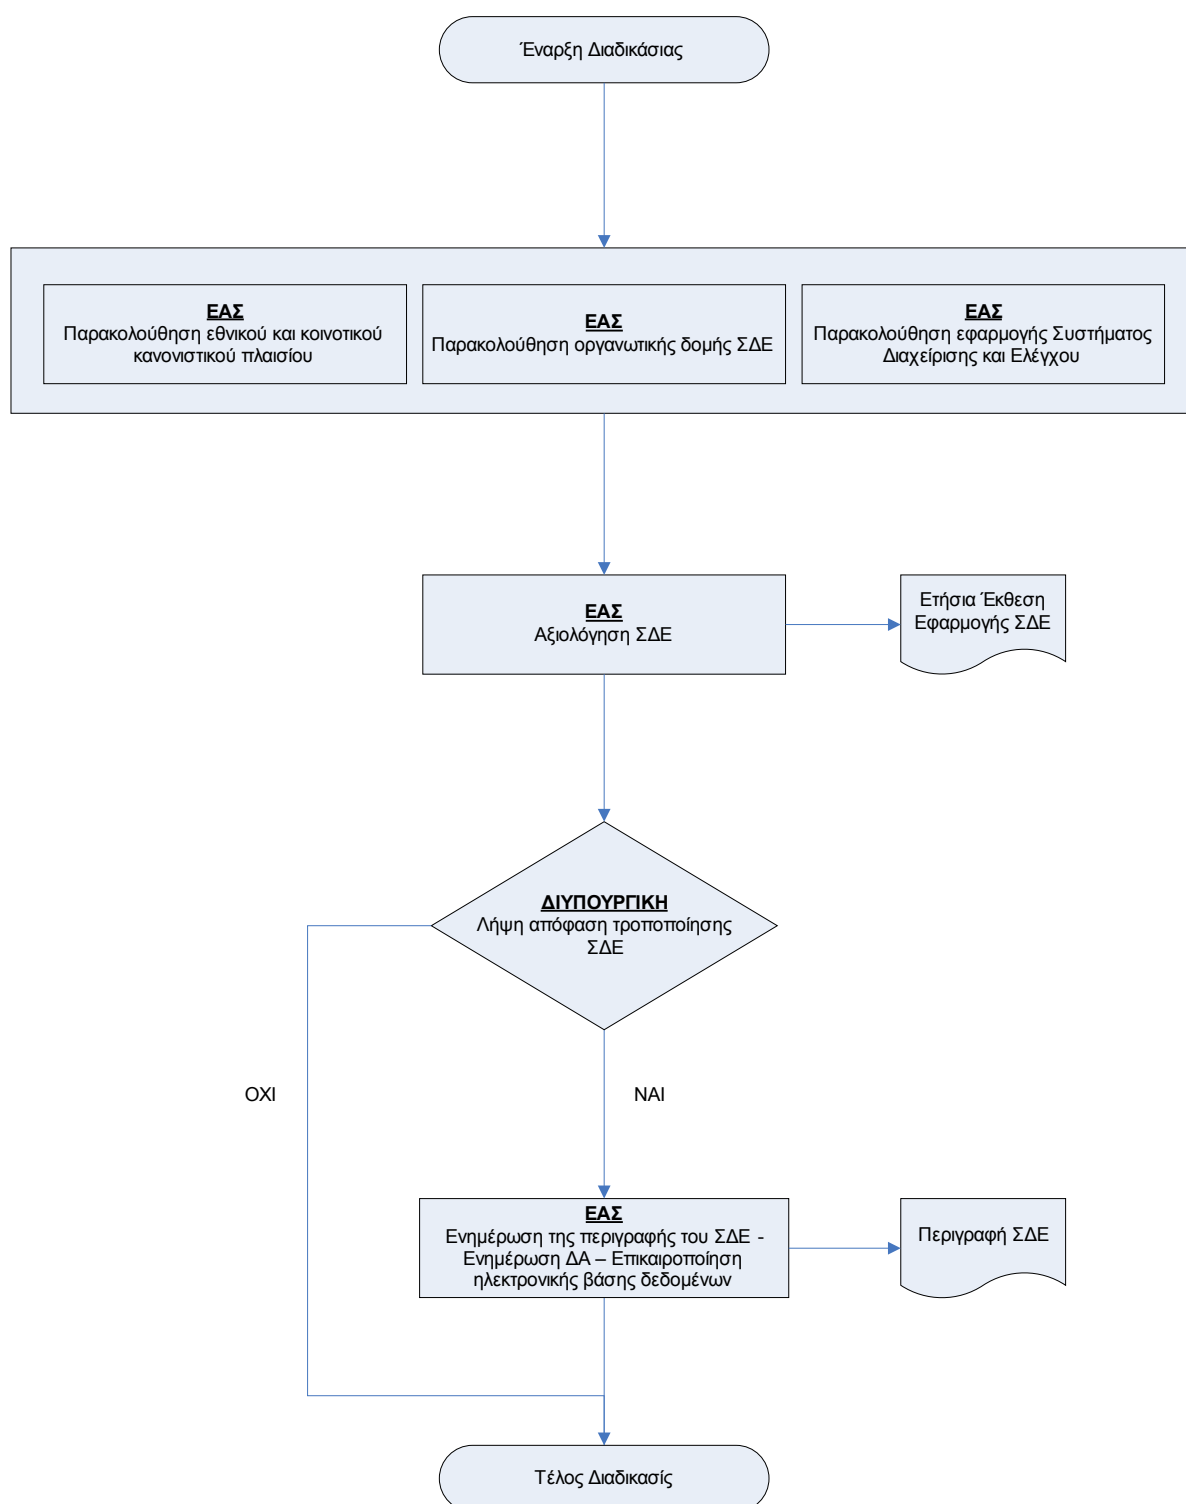 Έναρξη Διαδικάσιας
ΕΑΣ
Παρακολούθηση εθνικού και κοινοτικού
κανονιστικού πλαισίου
ΕΑΣ
Παρακολούθηση οργανωτικής δομής ΣΔΕ
ΕΑΣ
Παρακολούθηση εφαρμογής Συστήματος
Διαχείρισης και Ελέγχου
ΕΑΣ
Αξιολόγηση ΣΔΕ
Ετήσια Έκθεση
Εφαρμογής ΣΔΕ
ΔΙΥΠΟΥΡΓΙΚΗ
Λήψη απόφαση τροποποίησης
ΣΔΕ
ΟΧΙ
ΝΑΙ
ΕΑΣ
Ενημέρωση της περιγραφής του ΣΔΕ -
Ενημέρωση ΔΑ – Επικαιροποίηση
ηλεκτρονικής βάσης δεδομένων
Περιγραφή ΣΔΕ
Τέλος Διαδικασίς